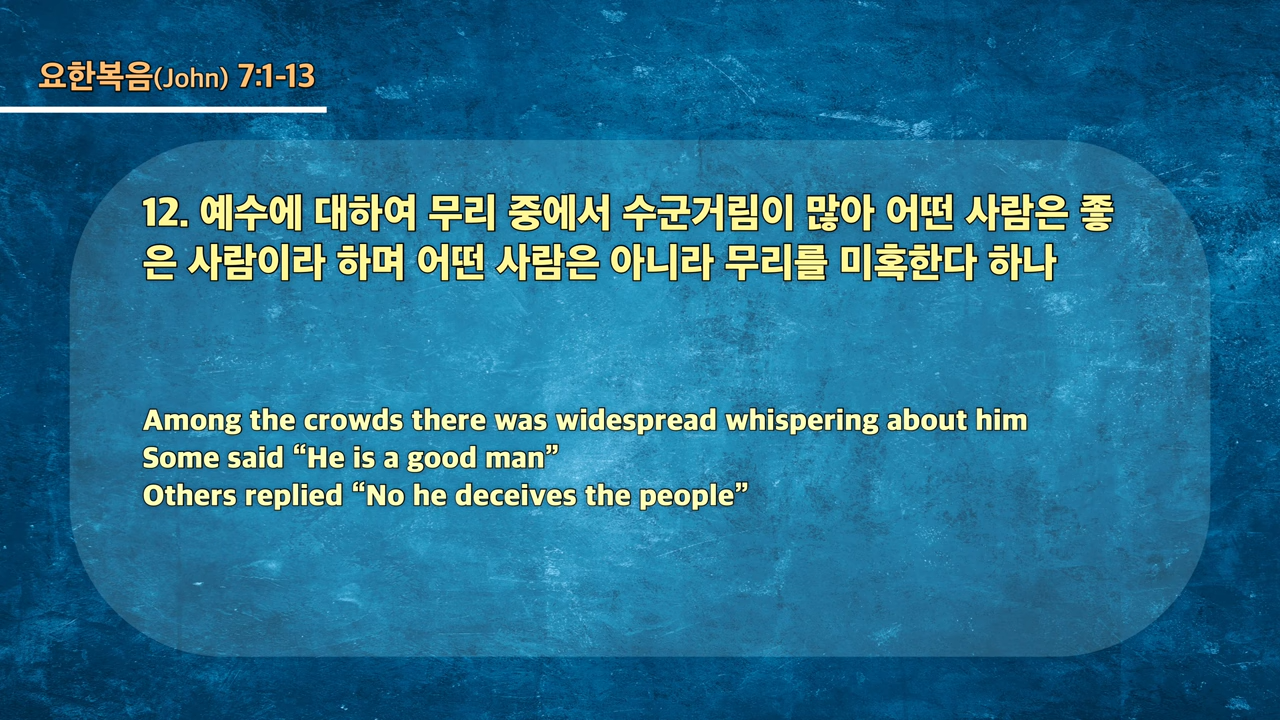 요한복음(John) 7:1-13
12. 예수에 대하여 무리 중에서 수군거림이 많아 어떤 사람은 좋
은 사람이라 하며 어떤 사람은 아니라 무리를 미혹한다 하나
Among the crowds there was widespread whispering about him
Some said “He is a good man”
Others replied “No he deceives the people”